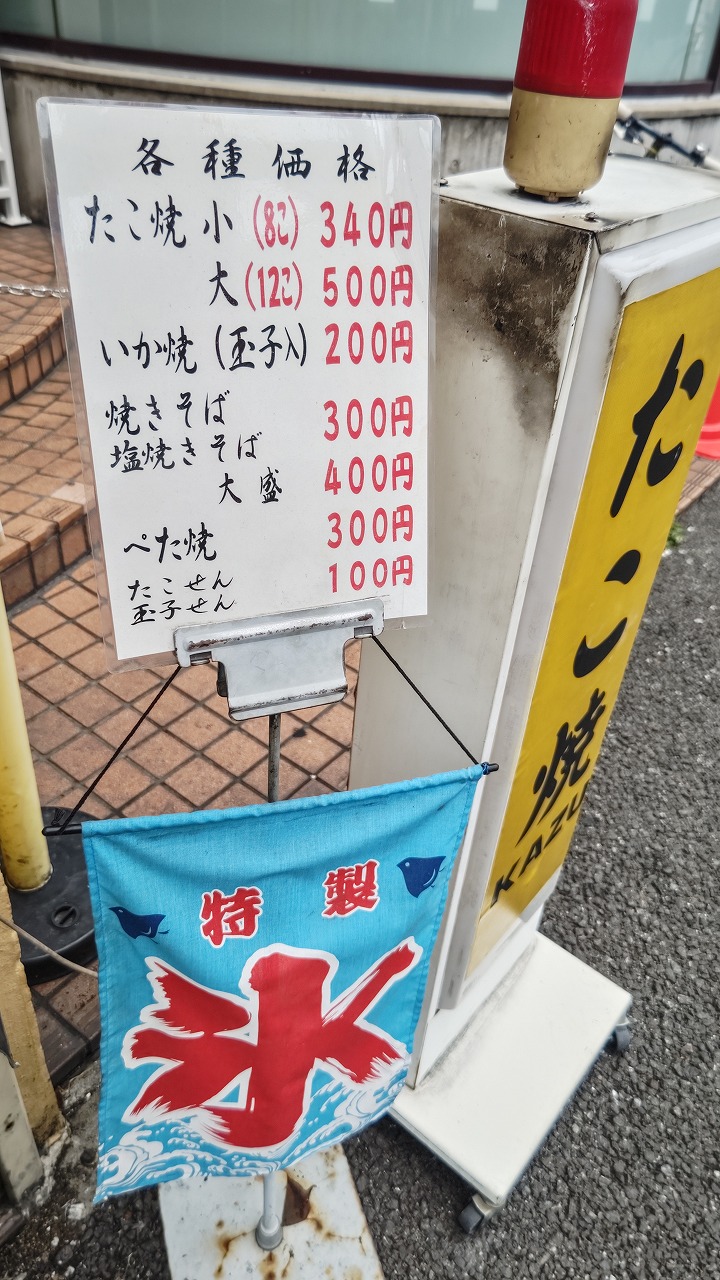 各種価格
たこ焼 小 (8こ) 340円
大 (12こ) 500円
いか焼 (玉子入) 200円
焼きそば
塩焼きそば 300円
大盛 400円
ぺた焼 300円
たこせん
玉子せん 100円
たこ焼
KAZU
特製
氷